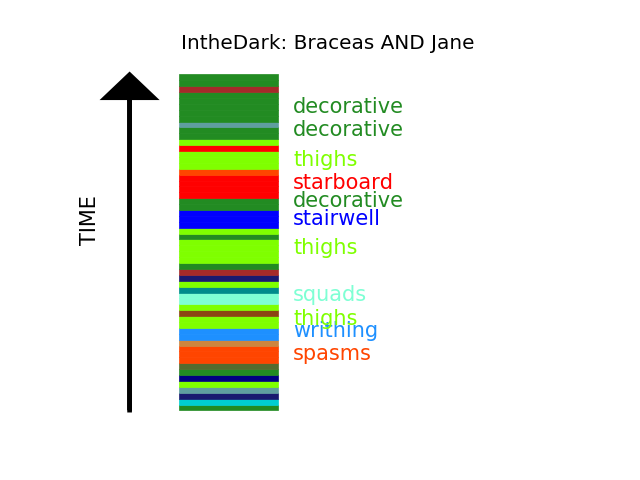 IntheDark: Braceas AND Jane
decorative
decorative
thighs
starboard
decorative
stairwell
thighs
squads
thighs
writhing
spasms
TIME